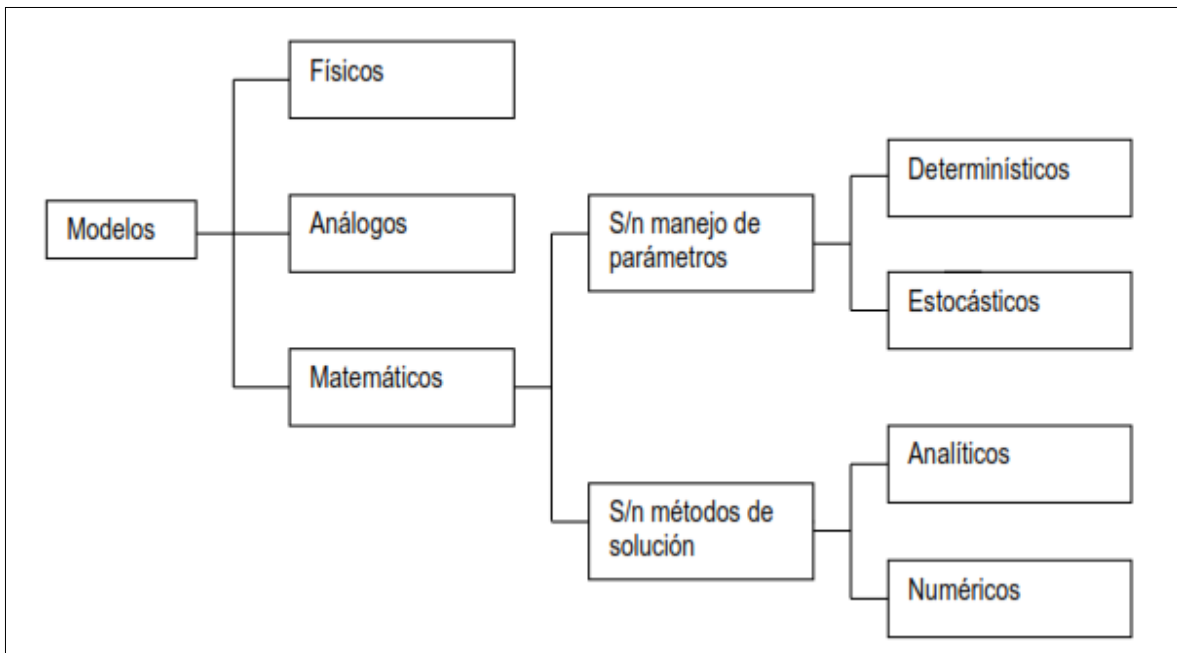 Modelos
Físicos
Análogos
Matemáticos
S/n manejo de
parámetros
S/n métodos de
solución
Determinísticos
Estocásticos
Analíticos
Numéricos